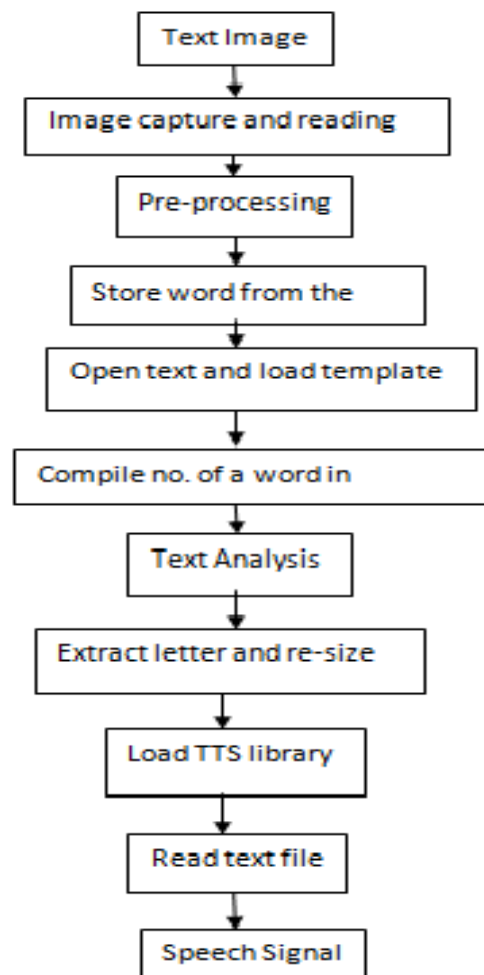 Text Image
Image capture and reading
Pre-processing
Store word from the
Open text and load template
Compile no. of a word in
Text Analysis
Extract letter and re-size
Load TTS library
Read text file
Speech Signal